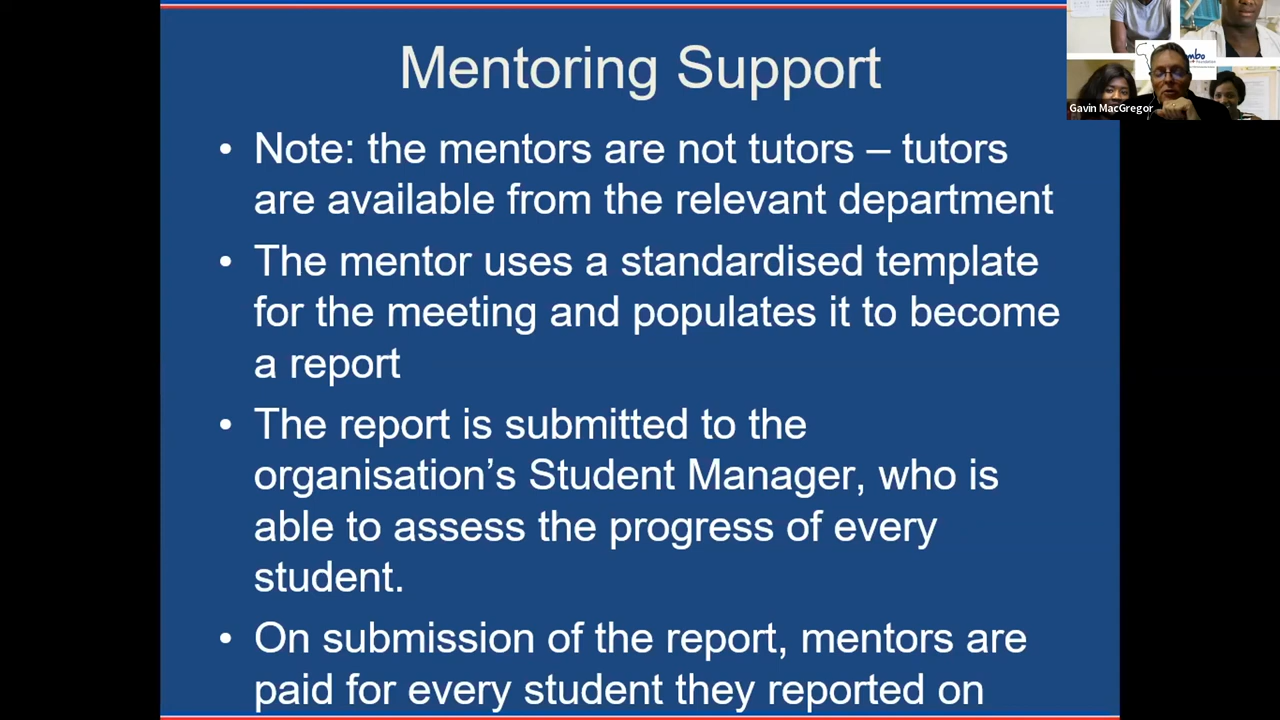 Mentoring Support
• Note: the mentors are not tutors – tutors
are available from the relevant department
• The mentor uses a standardised template
for the meeting and populates it to become
a report
• The report is submitted to the
organisation’s Student Manager, who is
able to assess the progress of every
student.
• On submission of the report, mentors are
paid for every student they reported on
Gavin MacGregor